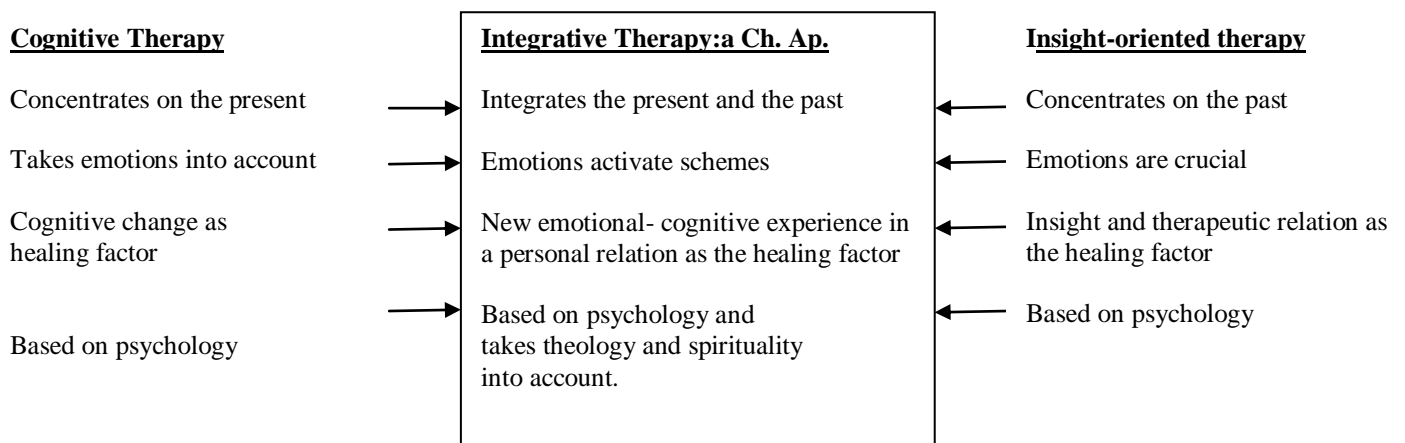 Cognitive Therapy
Concentrates on the present
Takes emotions into account
Cognitive change as
healing factor
Based on psychology
Integrative Therapy:a Ch. Ap.
Integrates the present and the past
Emotions activate schemes
New emotional- cognitive experience in
a personal relation as the healing factor
Based on psychology and
takes theology and spirituality
into account.
Insight-oriented therapy
Concentrates on the past
Emotions are crucial
Insight and therapeutic relation as
the healing factor
Based on psychology